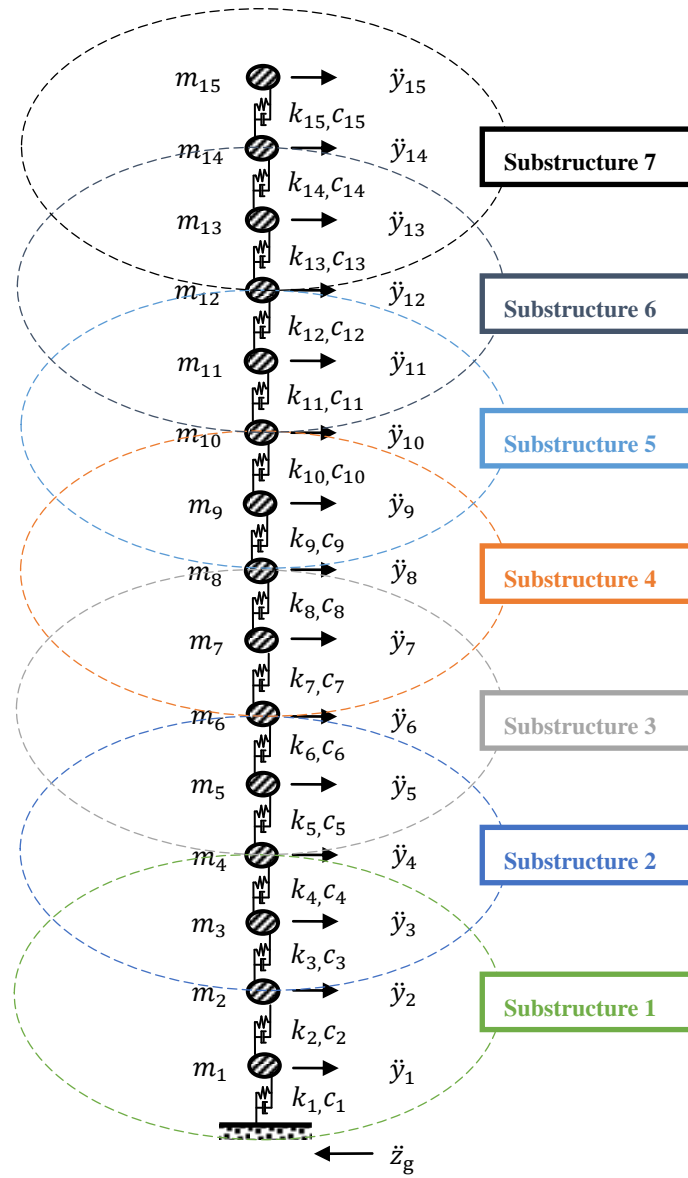 m₁₅ ÿ₁₅
k₁₅,c₁₅
m₁₄ ÿ₁₄ Substructure 7
k₁₄,c₁₄
m₁₃ ÿ₁₃
k₁₃,c₁₃
m₁₂ ÿ₁₂ Substructure 6
k₁₂,c₁₂
m₁₁ ÿ₁₁
k₁₁,c₁₁
m₁₀ ÿ₁₀ Substructure 5
k₁₀,c₁₀
m₉ ÿ₉
k₉,c₉
m₈ ÿ₈ Substructure 4
k₈,c₈
m₇ ÿ₇
k₇,c₇
m₆ ÿ₆ Substructure 3
k₆,c₆
m₅ ÿ₅
k₅,c₅
m₄ ÿ₄ Substructure 2
k₄,c₄
m₃ ÿ₃
k₃,c₃
m₂ ÿ₂ Substructure 1
k₂,c₂
m₁ ÿ₁
k₁,c₁
z̈g